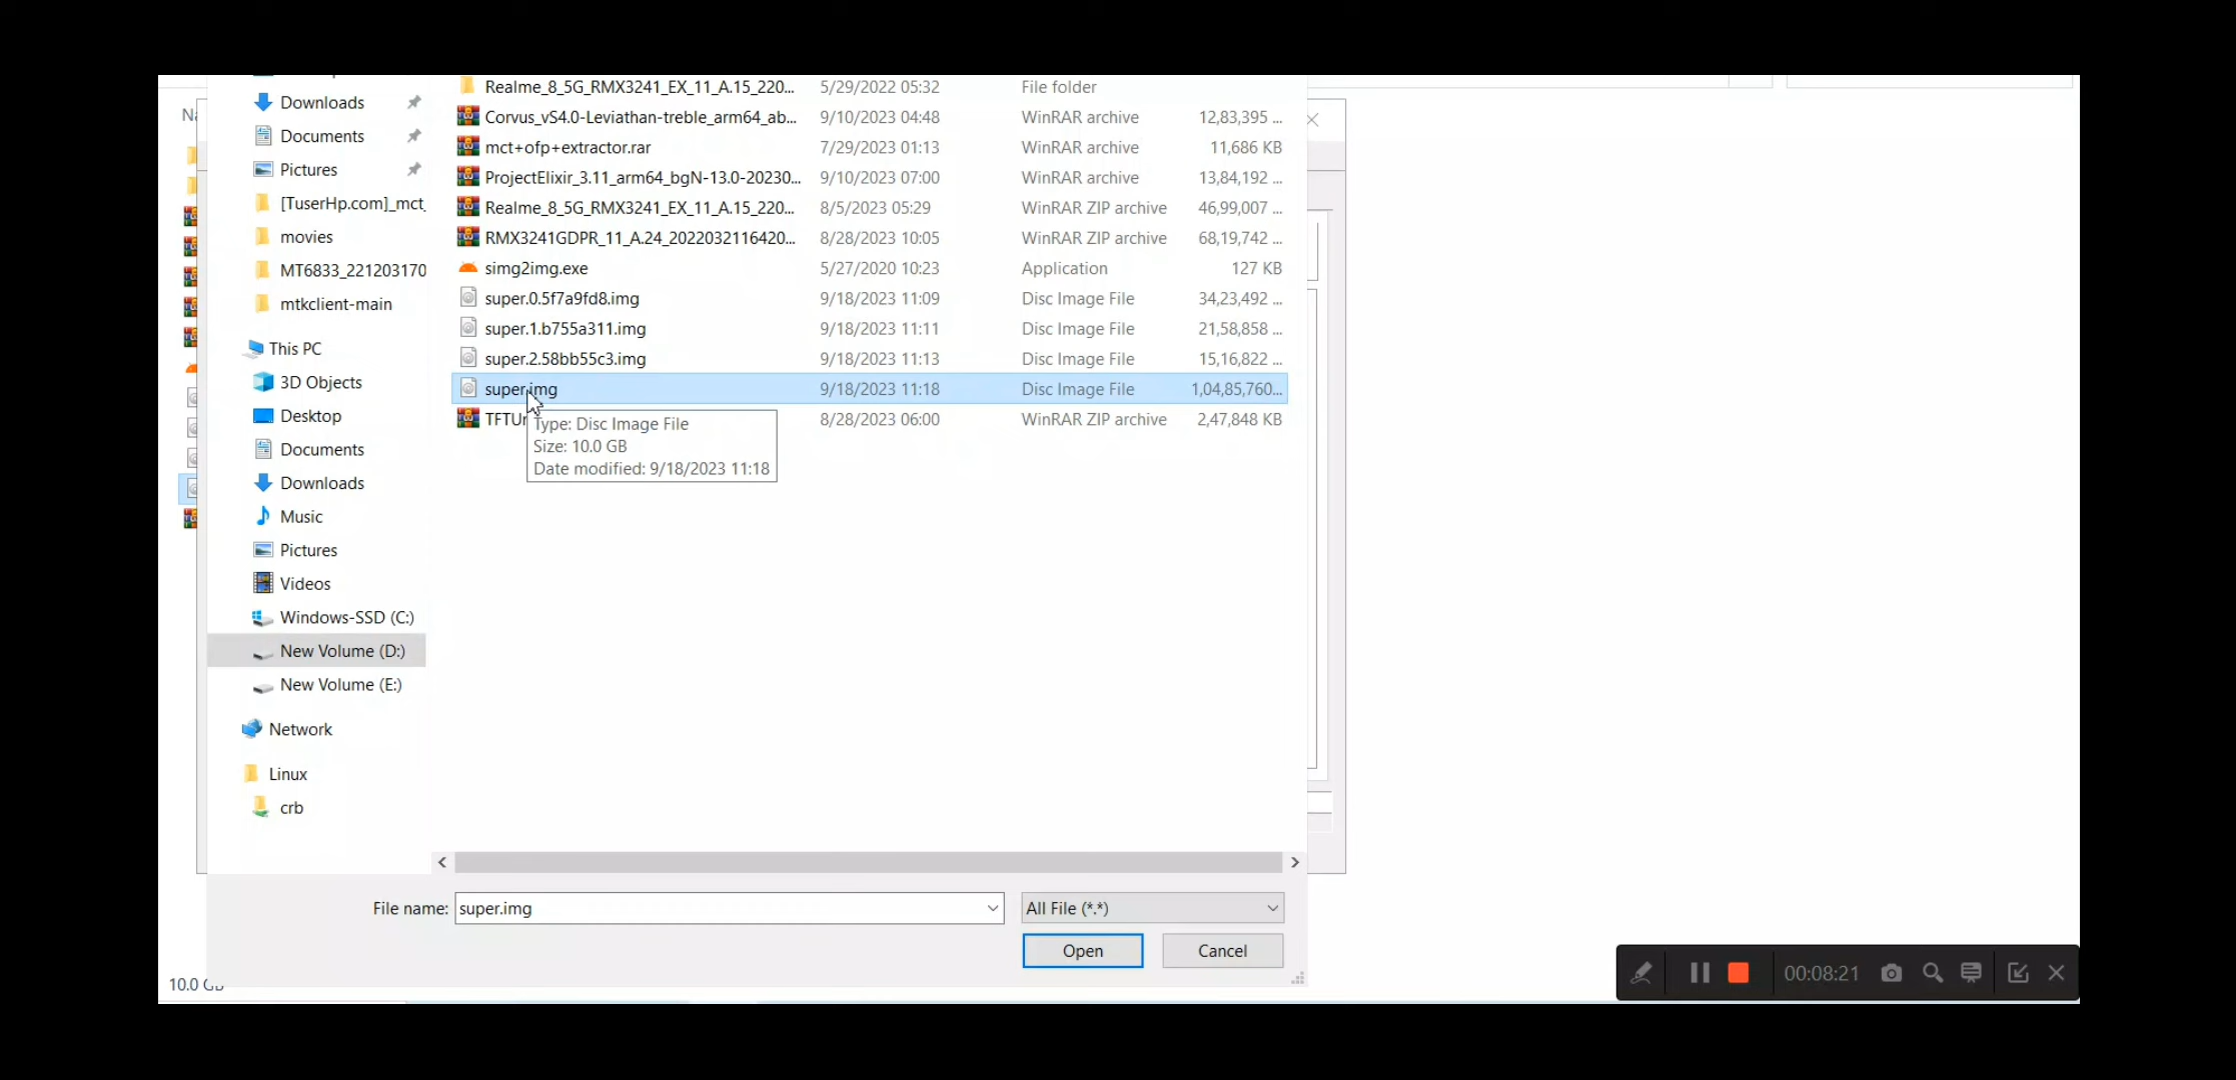 Downloads
Documents
Pictures
[TuserHp.com]_mct_
movies
MT6833_221203170
mtkclient-main
This PC
3D Objects
Desktop
Documents
Downloads
Music
Pictures
Videos
Windows-SSD (C:)
New Volume (D:)
New Volume (E:)
Network
Linux
crb
Realme_8_5G_RMX3241_EX_11_A.15_220... 5/29/2022 05:32 File folder
Corvus_vS4.0-Leviathan-treble_arm64_ab... 9/10/2023 04:48 WinRAR archive 12,83,395 ...
mct+ofp+extractor.rar 7/29/2023 01:13 WinRAR archive 11,686 KB
ProjectElixir_3.11_arm64_bgN-13.0-20230... 9/10/2023 07:00 WinRAR archive 13,84,192 ...
Realme_8_5G_RMX3241_EX_11_A.15_220... 8/5/2023 05:29 WinRAR ZIP archive 46,99,007 ...
RMX3241GDPR_11_A.24_2022032116420... 8/28/2023 10:05 WinRAR ZIP archive 68,19,742 ...
simg2img.exe 5/27/2020 10:23 Application 127 KB
super.0.5f7a9fd8.img 9/18/2023 11:09 Disc Image File 34,23,492 ...
super.1.b755a311.img 9/18/2023 11:11 Disc Image File 21,58,858 ...
super.2.58bb55c3.img 9/18/2023 11:13 Disc Image File 15,16,822 ...
super.img 9/18/2023 11:18 Disc Image File 1,04,85,760...
TFTUr 8/28/2023 06:00 WinRAR ZIP archive 2,47,848 KB
Type: Disc Image File
Size: 10.0 GB
Date modified: 9/18/2023 11:18
File name: super.img All File (*.*)
Open Cancel
10.0 GB
00:08:21